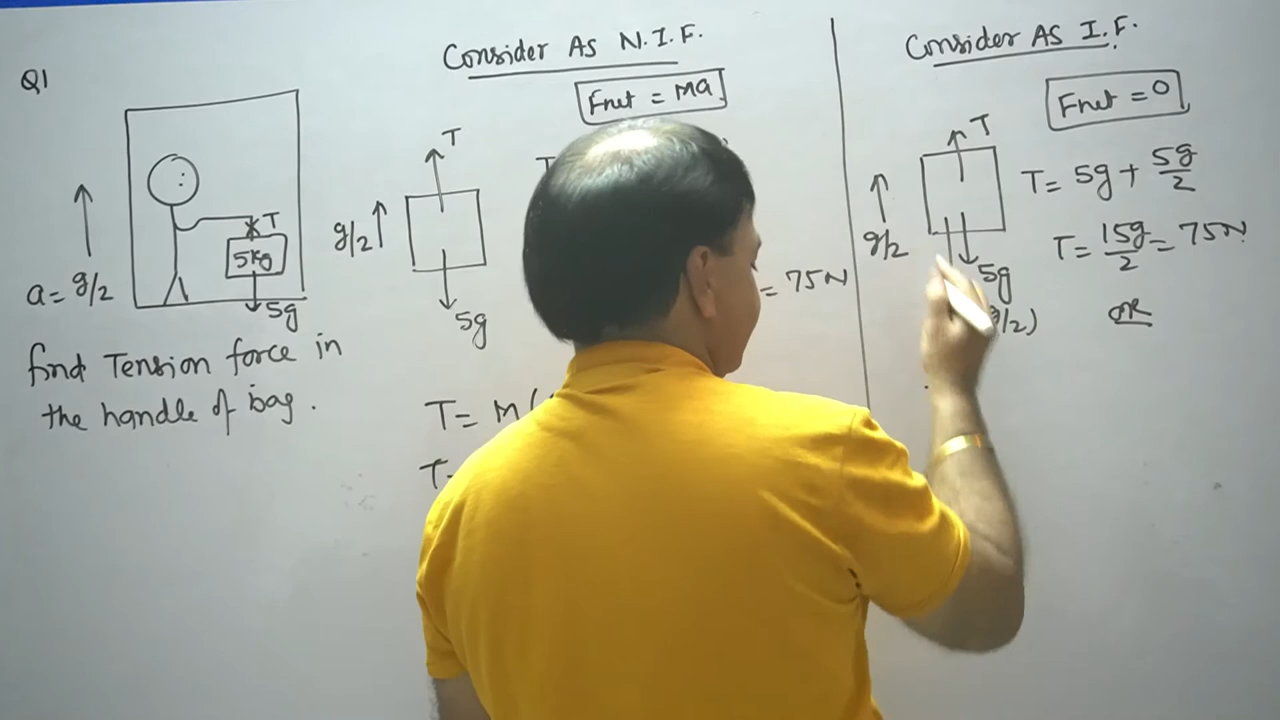 Q1
a = g/2
T
5Kg
5g
find Tension force in
the handle of bag.
Consider As N.I.F.
Fnet = Ma
T
g/2
5g
T
= 75N
T = M(
T =
Consider As I.F.
Fnet = 0
T
g/2
5g
g/2)
T = 5g + 5g/2
T = 15g/2 = 75N
OR